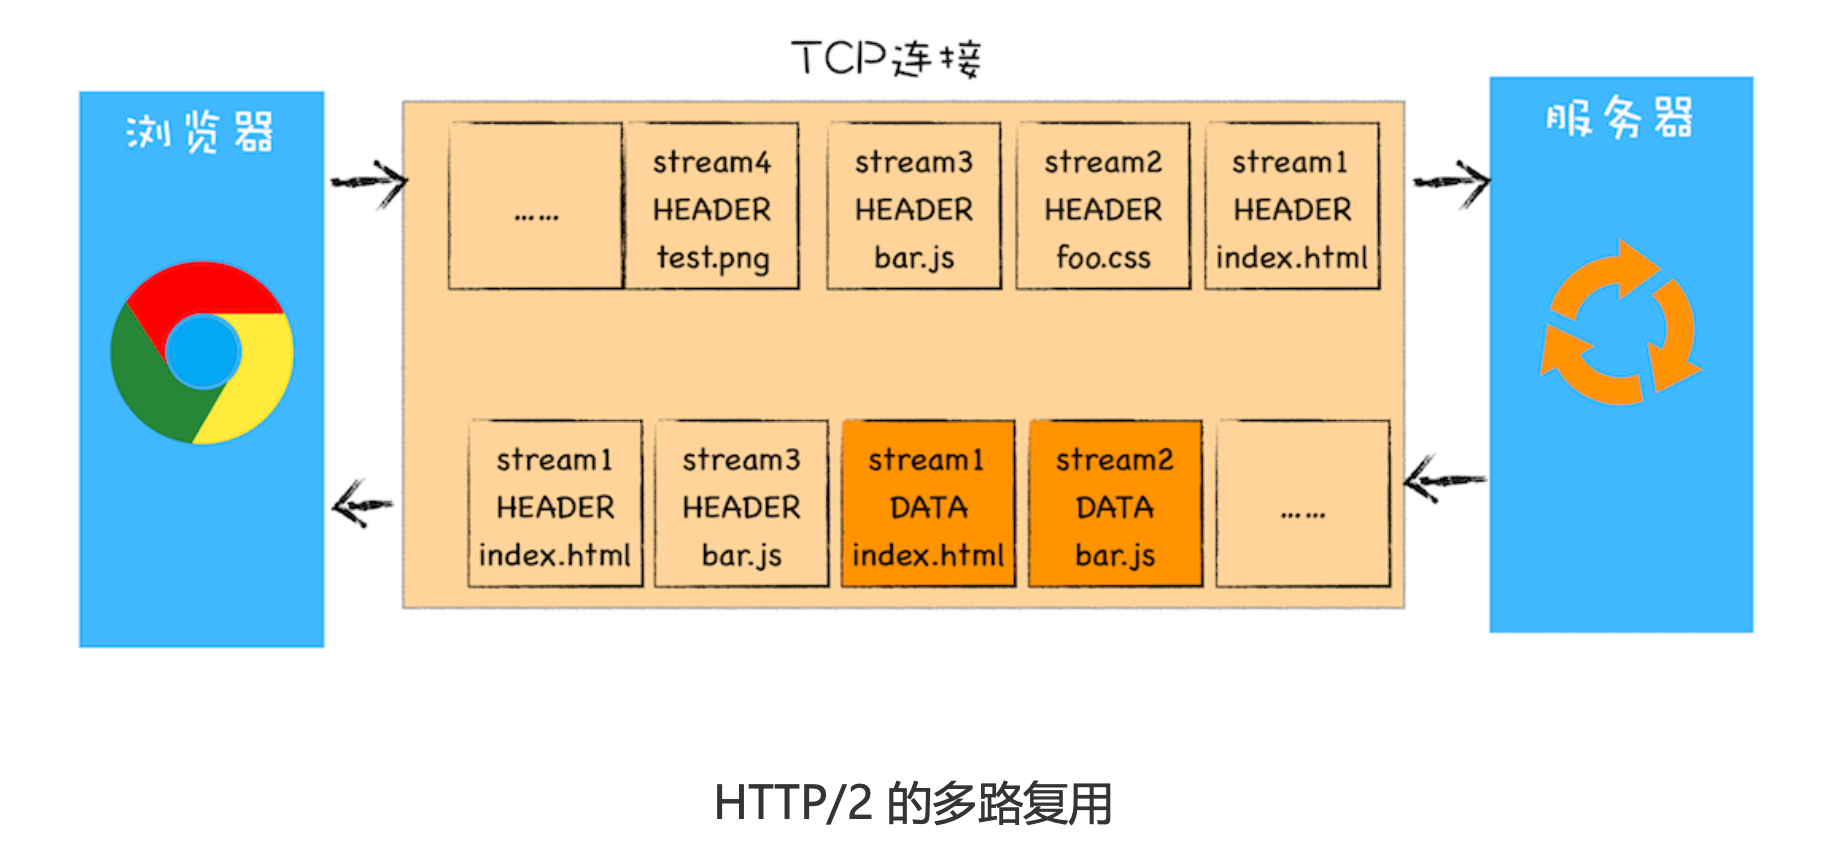 TCP连接
浏览器
服务器
……
stream4
HEADER
test.png
stream3
HEADER
bar.js
stream2
HEADER
foo.css
stream1
HEADER
index.html
stream1
HEADER
index.html
stream3
HEADER
bar.js
stream1
DATA
index.html
stream2
DATA
bar.js
……
HTTP/2 的多路复用